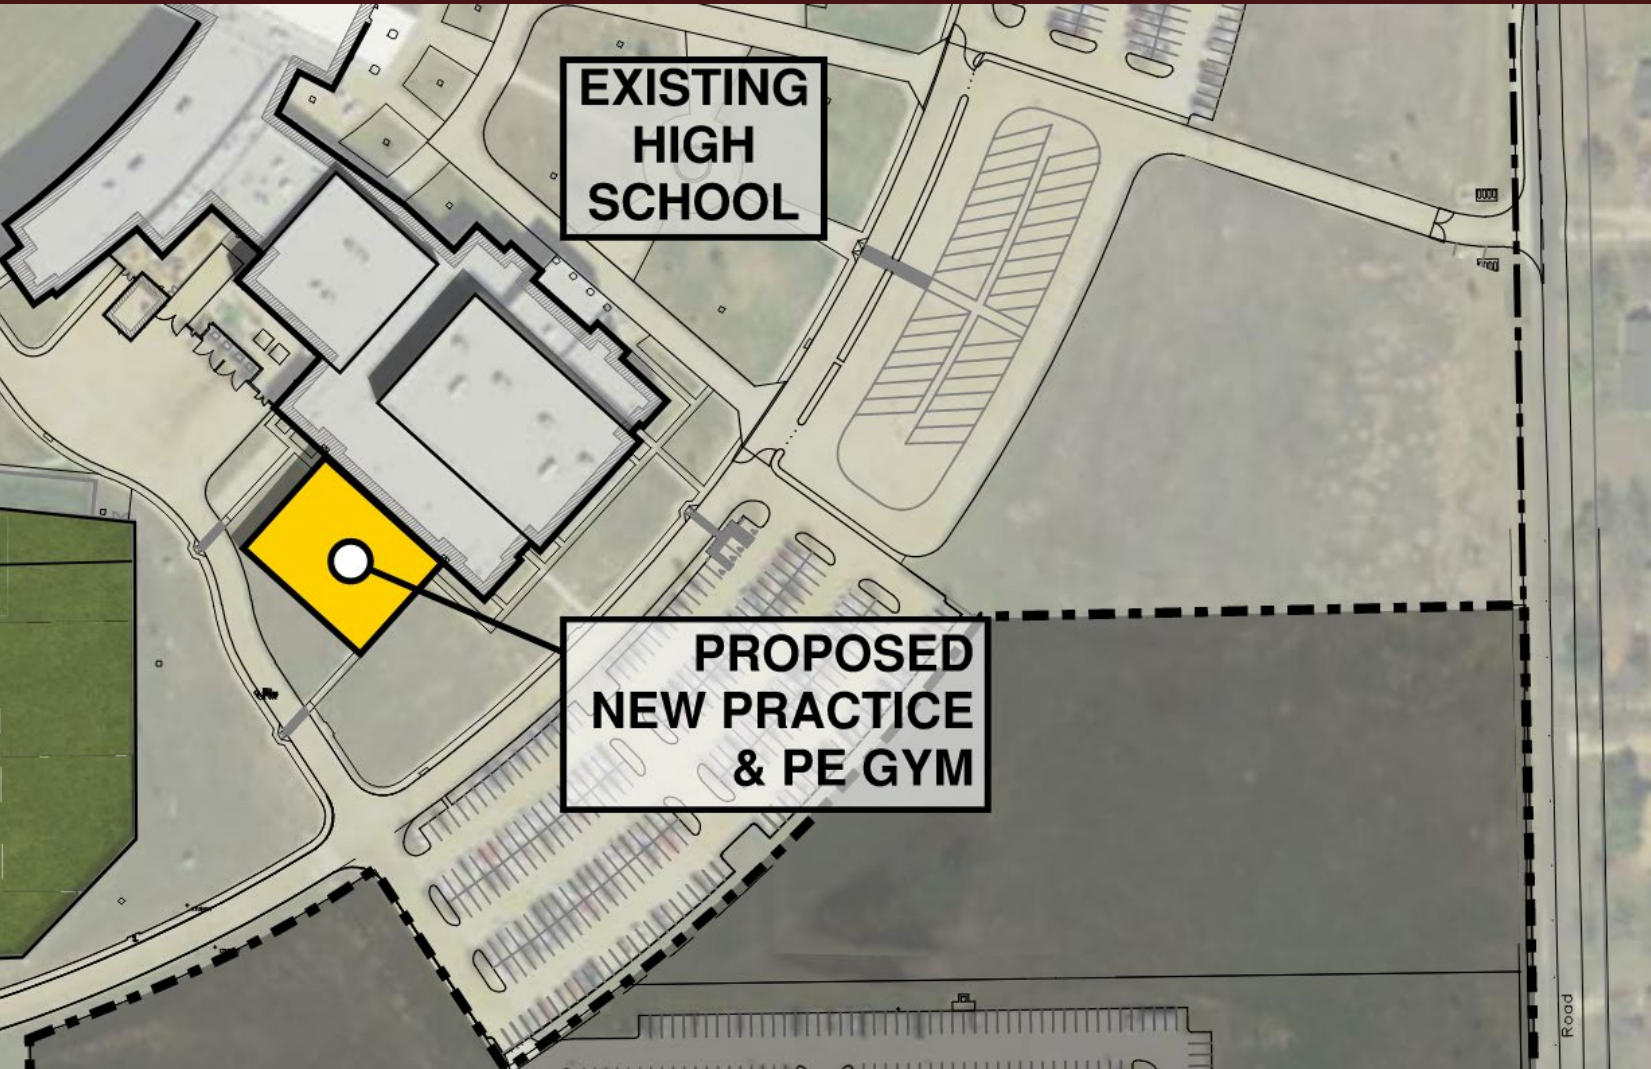 EXISTING
HIGH
SCHOOL
PROPOSED
NEW PRACTICE
& PE GYM
Road